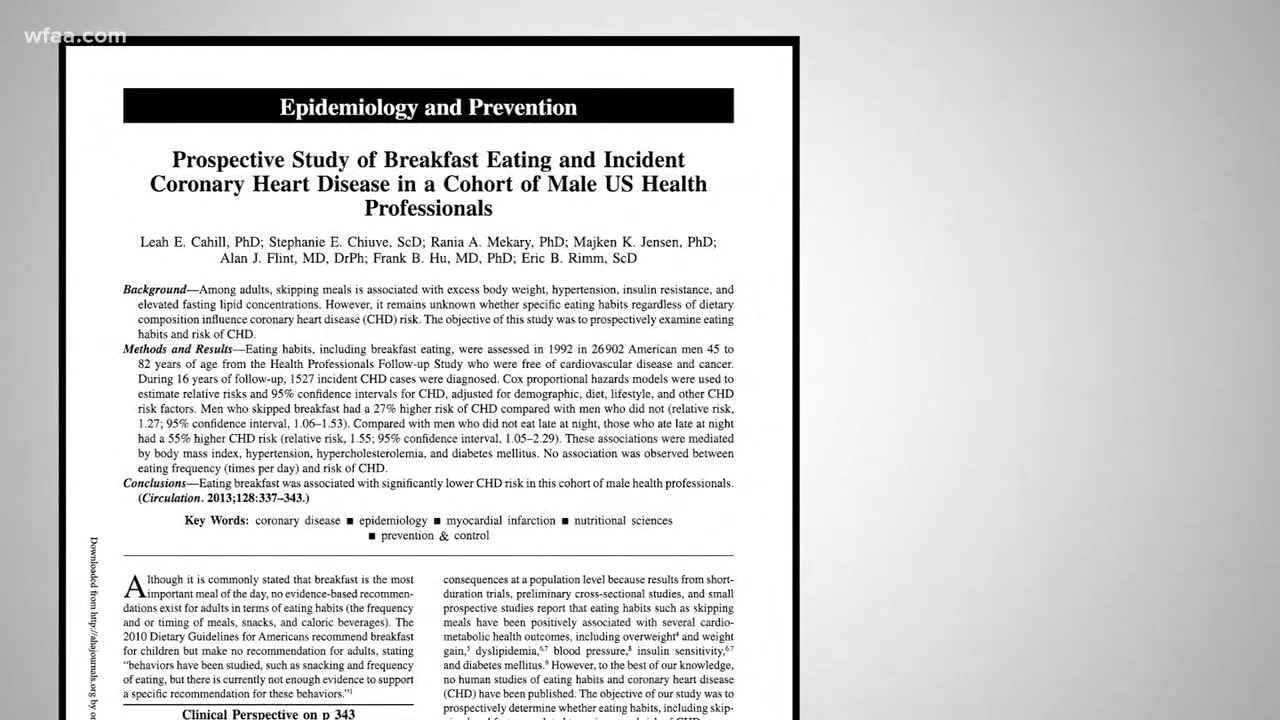 wfaa.com
Epidemiology and Prevention
Prospective Study of Breakfast Eating and Incident
Coronary Heart Disease in a Cohort of Male US Health
Professionals
Leah E. Cahill, PhD; Stephanie E. Chiuve, ScD; Rania A. Mekary, PhD; Majken K. Jensen, PhD;
Alan J. Flint, MD, DrPh; Frank B. Hu, MD, PhD; Eric B. Rimm, ScD
Background—Among adults, skipping meals is associated with excess body weight, hypertension, insulin resistance, and
elevated fasting lipid concentrations. However, it remains unknown whether specific eating habits regardless of dietary
composition influence coronary heart disease (CHD) risk. The objective of this study was to prospectively examine eating
habits and risk of CHD.
Methods and Results—Eating habits, including breakfast eating, were assessed in 1992 in 26 902 American men 45 to
82 years of age from the Health Professionals Follow-up Study who were free of cardiovascular disease and cancer.
During 16 years of follow-up, 1527 incident CHD cases were diagnosed. Cox proportional hazards models were used to
estimate relative risks and 95% confidence intervals for CHD, adjusted for demographic, diet, lifestyle, and other CHD
risk factors. Men who skipped breakfast had a 27% higher risk of CHD compared with men who did not (relative risk,
1.27; 95% confidence interval, 1.06–1.53). Compared with men who did not eat late at night, those who ate late at night
had a 55% higher CHD risk (relative risk, 1.55; 95% confidence interval, 1.05–2.29). These associations were mediated
by body mass index, hypertension, hypercholesterolemia, and diabetes mellitus. No association was observed between
eating frequency (times per day) and risk of CHD.
Conclusions—Eating breakfast was associated with significantly lower CHD risk in this cohort of male health professionals.
(Circulation. 2013;128:337–343.)
Key Words: coronary disease ■ epidemiology ■ myocardial infarction ■ nutritional sciences
■ prevention & control
Although it is commonly stated that breakfast is the most
important meal of the day, no evidence-based recommen-
dations exist for adults in terms of eating habits (the frequency
and or timing of meals, snacks, and caloric beverages). The
2010 Dietary Guidelines for Americans recommend breakfast
for children but make no recommendation for adults, stating
“behaviors have been studied, such as snacking and frequency
of eating, but there is currently not enough evidence to support
a specific recommendation for these behaviors.”1
Clinical Perspective on p 343
consequences at a population level because results from short-
duration trials, preliminary cross-sectional studies, and small
prospective studies report that eating habits such as skipping
meals have been positively associated with several cardio-
metabolic health outcomes, including overweight4 and weight
gain,5 dyslipidemia,6,7 blood pressure,8 insulin sensitivity,6,7
and diabetes mellitus.9 However, to the best of our knowledge,
no human studies of eating habits and coronary heart disease
(CHD) have been published. The objective of our study was to
prospectively determine whether eating habits, including skip-
Downloaded from http://ahajournals.org by